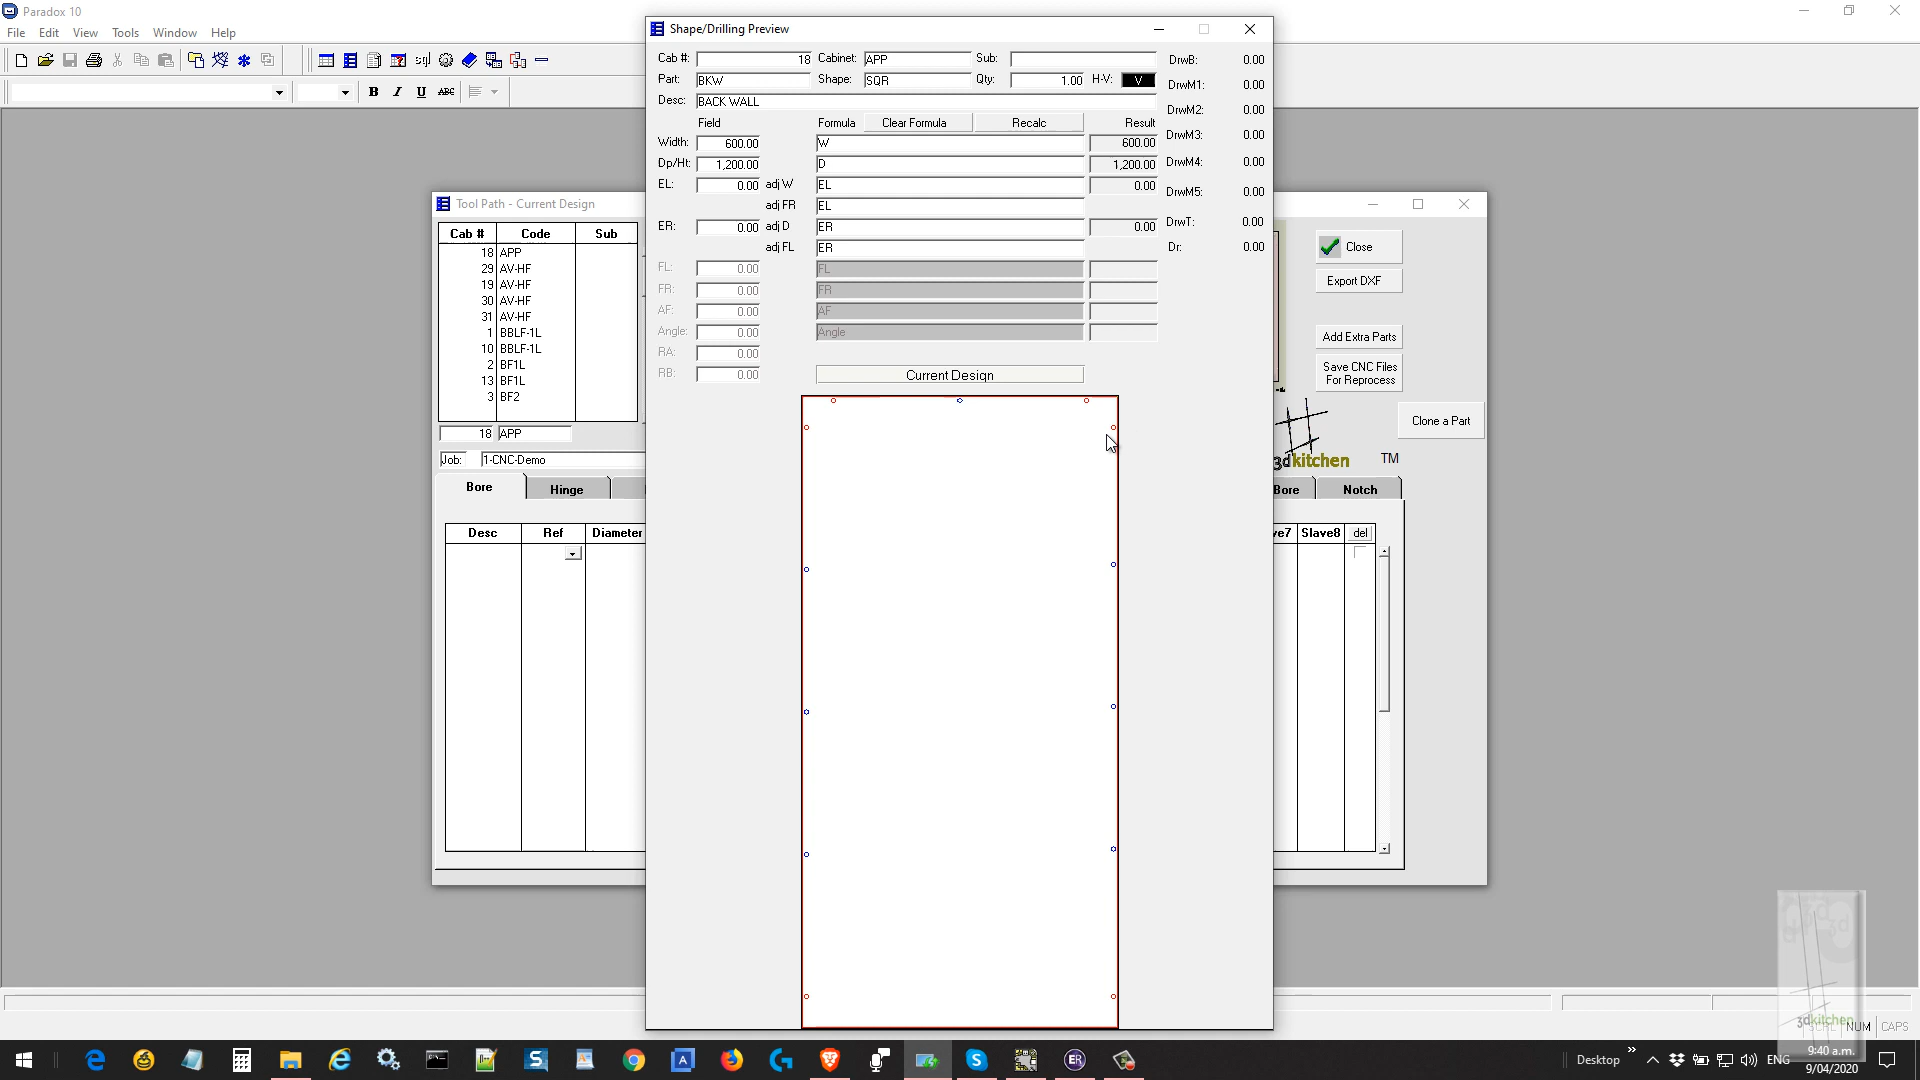 Paradox 10
File Edit View Tools Window Help
Shape/Drilling Preview
Cab #: 18 Cabinet: APP Sub:
Part: BKW Shape: SQR Qty: 1.00 H-V: V
Desc: BACK WALL
Field Formula Clear Formula Recalc Result
Width: 600.00 W 600.00
Dp/Ht: 1,200.00 D 1,200.00
EL: 0.00 adj W EL 0.00
adj FR EL
ER: 0.00 adj D ER 0.00
adj FL ER
FL: 0.00 FL
FR: 0.00 FR
AF: 0.00 AF
Angle: 0.00 Angle
RA: 0.00
RB: 0.00
Current Design
DrwB: 0.00
DrwM1: 0.00
DrwM2: 0.00
DrwM3: 0.00
DrwM4: 0.00
DrwM5: 0.00
DrwT: 0.00
Dr: 0.00
Tool Path - Current Design
Cab # Code Sub
18 APP
29 AV-HF
19 AV-HF
30 AV-HF
31 AV-HF
1 BBLF-1L
10 BBLF-1L
2 BF1L
13 BF1L
3 BF2
18 APP
Job: 1-CNC-Demo
Bore Hinge
Desc Ref Diameter
Close
Export DXF
Add Extra Parts
Save CNC Files
For Reprocess
Clone a Part
3dkitchen TM
Bore Notch
ve7 Slave8 del
3dkitchen
NUM CAPS
Desktop » ENG
9:40 a.m.
9/04/2020